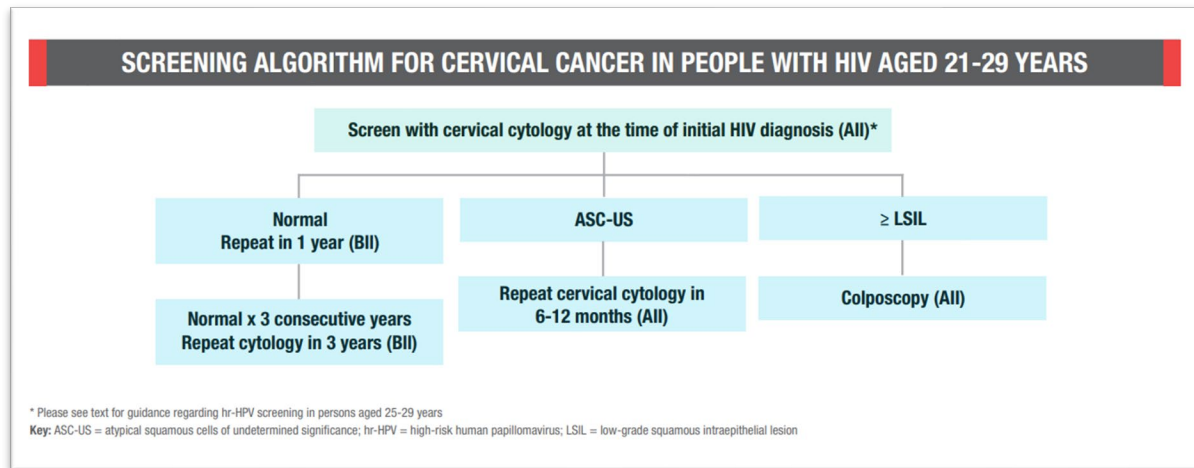 SCREENING ALGORITHM FOR CERVICAL CANCER IN PEOPLE WITH HIV AGED 21-29 YEARS
Screen with cervical cytology at the time of initial HIV diagnosis (AII)*
Normal
Repeat in 1 year (BII)
ASC-US
≥ LSIL
Normal x 3 consecutive years
Repeat cytology in 3 years (BII)
Repeat cervical cytology in
6-12 months (AII)
Colposcopy (AII)
* Please see text for guidance regarding hr-HPV screening in persons aged 25-29 years
Key: ASC-US = atypical squamous cells of undetermined significance; hr-HPV = high-risk human papillomavirus; LSIL = low-grade squamous intraepithelial lesion